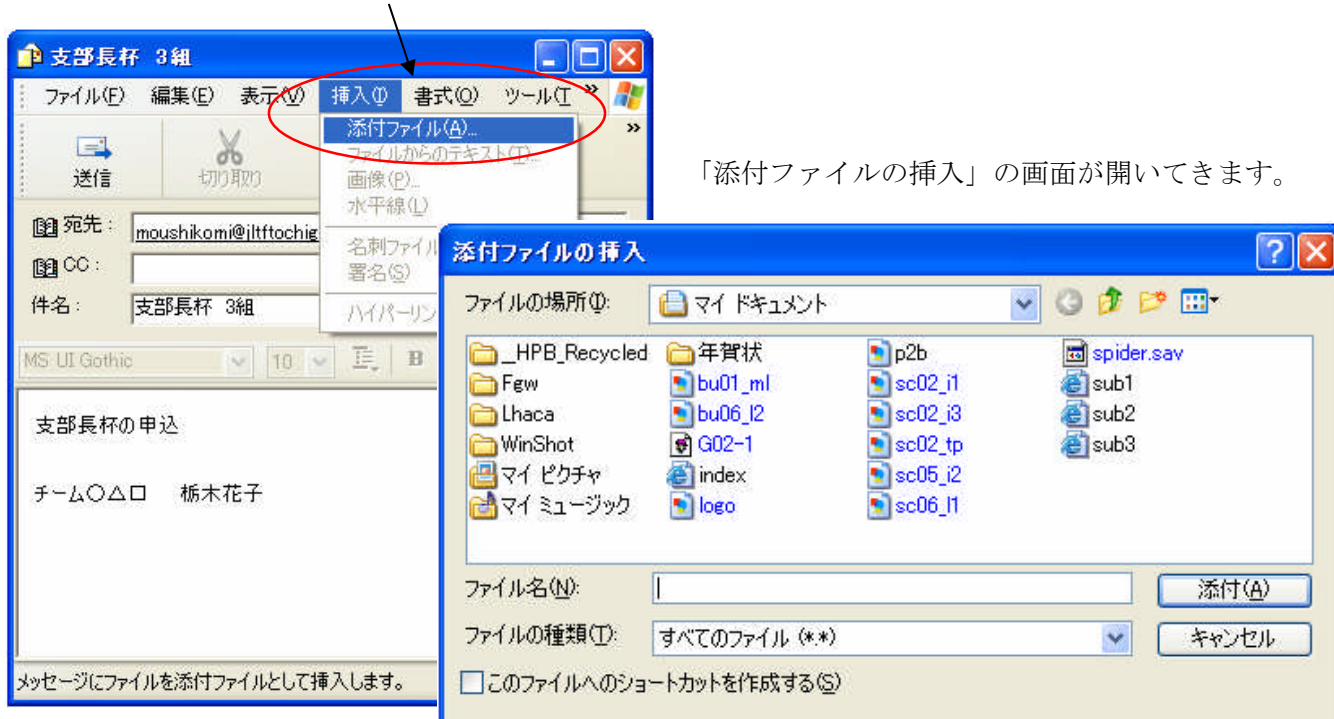 支部長杯 3組
ファイル(F) 編集(E) 表示(V) 挿入(I) 書式(O) ツール(T »
添付ファイル(A)...
ファイルからのテキスト(T)...
画像(P)...
水平線(L)
名刺ファイル
署名(S)
ハイパーリン
送信 切り取り »
宛先:
moushikomi@jltftochig
CC:
件名: 支部長杯 3組
MS UI Gothic 10 B
支部長杯の申込
チーム○△□ 栃木花子
メッセージにファイルを添付ファイルとして挿入します。
「添付ファイルの挿入」の画面が開いてきます。
添付ファイルの挿入
ファイルの場所(I): マイ ドキュメント
_HPB_Recycled 年賀状 p2b spider.sav
Fgw bu01_ml sc02_i1 sub1
Lhaca bu06_l2 sc02_i3 sub2
WinShot G02-1 sc02_tp sub3
マイ ピクチャ index sc05_i2
マイ ミュージック logo sc06_l1
ファイル名(N): 添付(A)
ファイルの種類(T): すべてのファイル (*.*) キャンセル
このファイルへのショートカットを作成する(S)